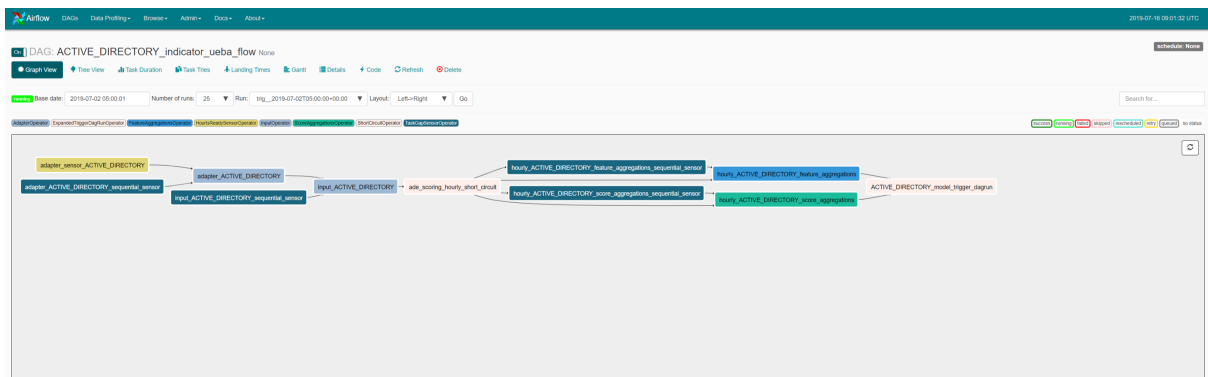 Airflow DAGs Data Profiling Browse Admin Docs About 2019-07-16 09:01:32 UTC
On DAG: ACTIVE_DIRECTORY_indicator_ueba_flow None schedule: None
Graph View Tree View Task Duration Task Tries Landing Times Gantt Details Code Refresh Delete
running Base date: 2019-07-02 05:00:01 Number of runs: 25 Run: trig__2019-07-02T05:00:00+00:00 Layout: Left->Right Go Search for...
AdapterOperator ExpandedTriggerDagRunOperator FeatureAggregationsOperator HourIsReadySensorOperator InputOperator ScoreAggregationsOperator ShortCircuitOperator TaskGapSensorOperator success running failed skipped rescheduled retry queued no status
adapter_sensor_ACTIVE_DIRECTORY
adapter_ACTIVE_DIRECTORY_sequential_sensor
adapter_ACTIVE_DIRECTORY
input_ACTIVE_DIRECTORY_sequential_sensor
input_ACTIVE_DIRECTORY
ade_scoring_hourly_short_circuit
hourly_ACTIVE_DIRECTORY_feature_aggregations_sequential_sensor
hourly_ACTIVE_DIRECTORY_score_aggregations_sequential_sensor
hourly_ACTIVE_DIRECTORY_feature_aggregations
hourly_ACTIVE_DIRECTORY_score_aggregations
ACTIVE_DIRECTORY_model_trigger_dagrun